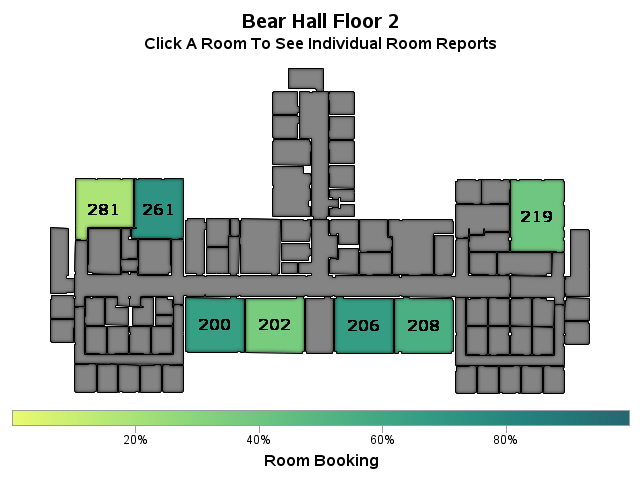 Bear Hall Floor 2
Click A Room To See Individual Room Reports
281 261 219
200 202 206 208
20% 40% 60% 80%
Room Booking